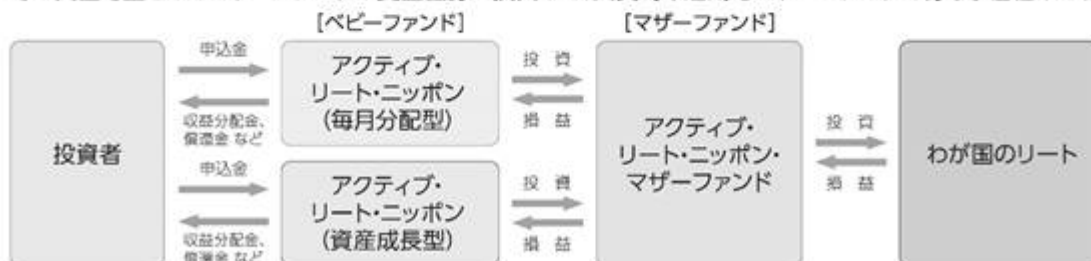 [ベビーファンド]
[マザーファンド]
投資者
申込金
収益分配金、
償還金 など
アクティブ・
リート・ニッポン
(毎月分配型)
投 資
損 益
申込金
収益分配金、
償還金 など
アクティブ・
リート・ニッポン
(資産成長型)
投 資
損 益
アクティブ・
リート・ニッポン・
マザーファンド
投 資
損 益
わが国のリート